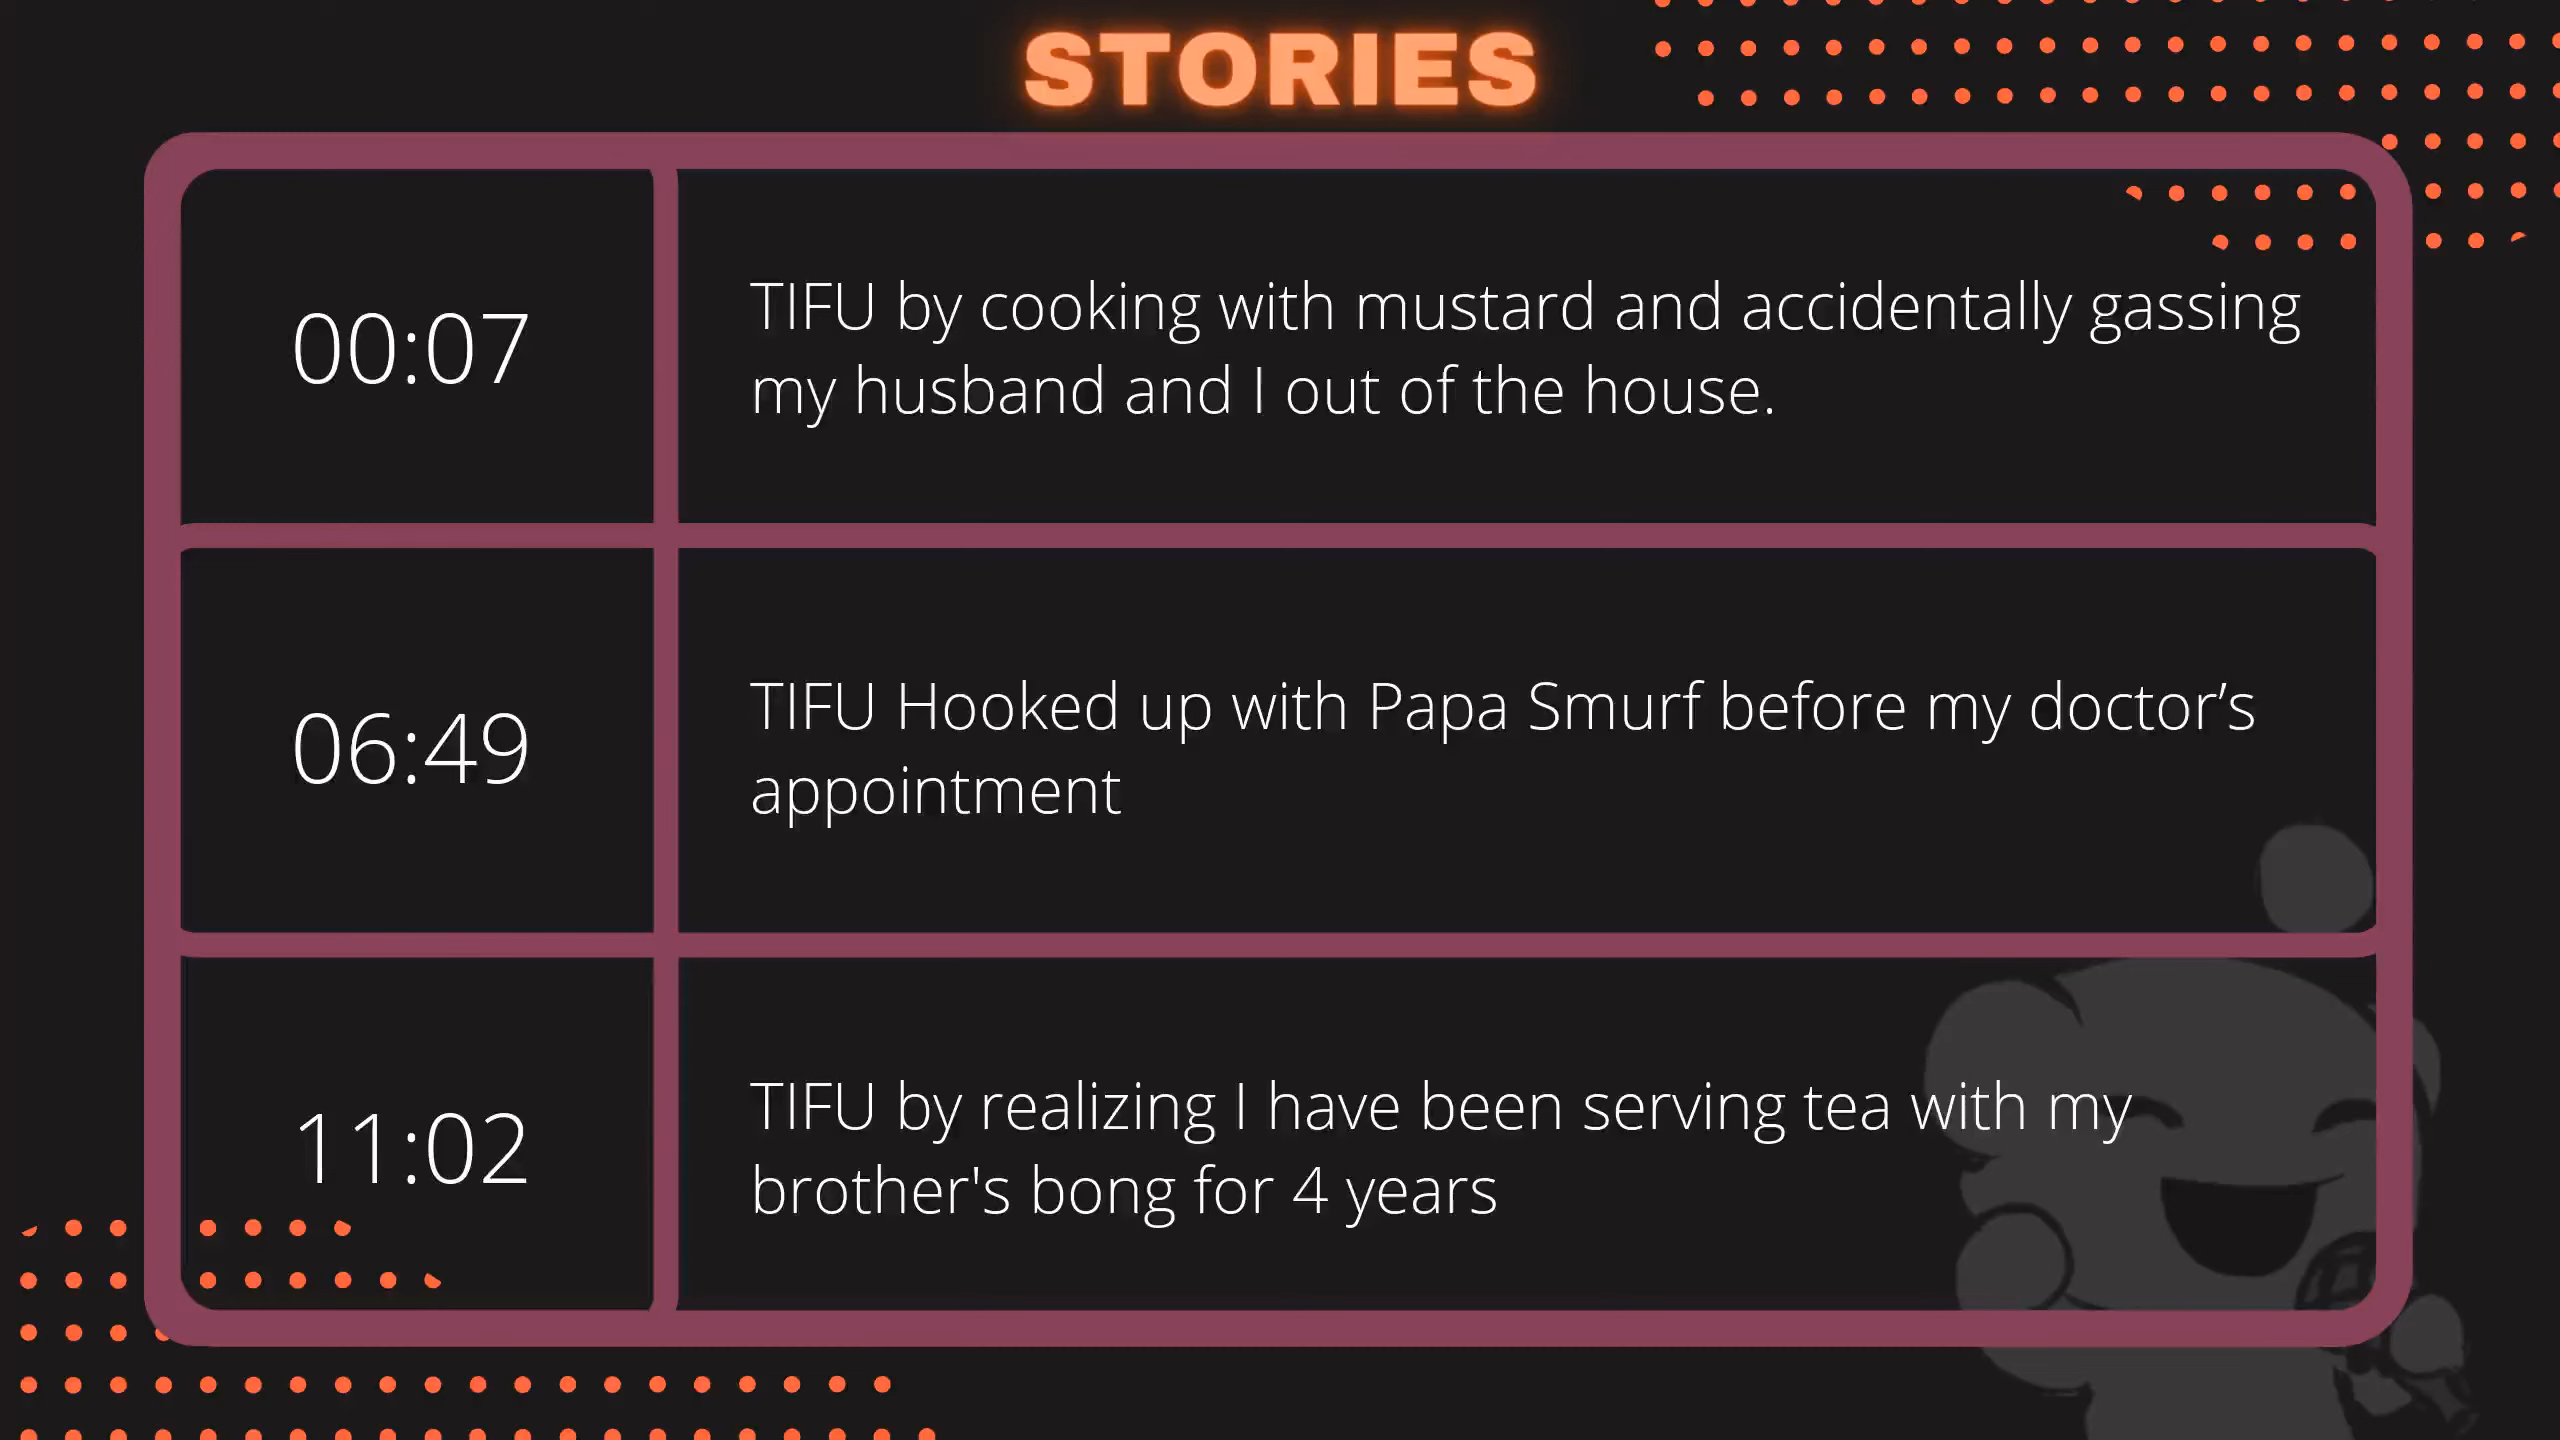 STORIES
00:07
TIFU by cooking with mustard and accidentally gassing
my husband and I out of the house.
06:49
TIFU Hooked up with Papa Smurf before my doctor’s
appointment
11:02
TIFU by realizing I have been serving tea with my
brother's bong for 4 years